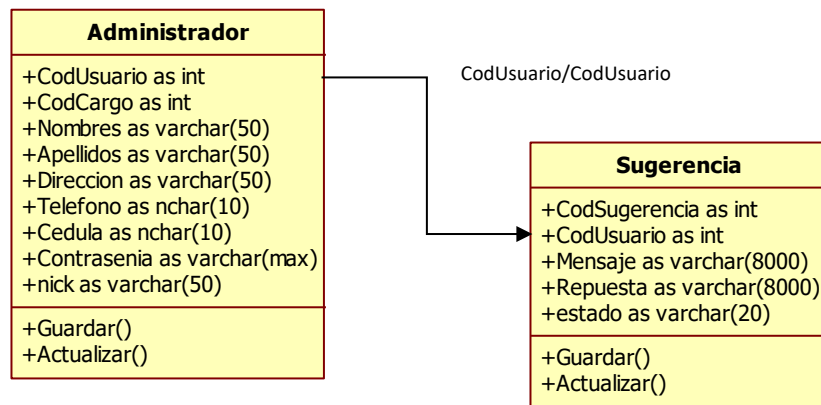 Administrador
+CodUsuario as int
+CodCargo as int
+Nombres as varchar(50)
+Apellidos as varchar(50)
+Direccion as varchar(50)
+Telefono as nchar(10)
+Cedula as nchar(10)
+Contrasenia as varchar(max)
+nick as varchar(50)
+Guardar()
+Actualizar()
CodUsuario/CodUsuario
Sugerencia
+CodSugerencia as int
+CodUsuario as int
+Mensaje as varchar(8000)
+Repuesta as varchar(8000)
+estado as varchar(20)
+Guardar()
+Actualizar()